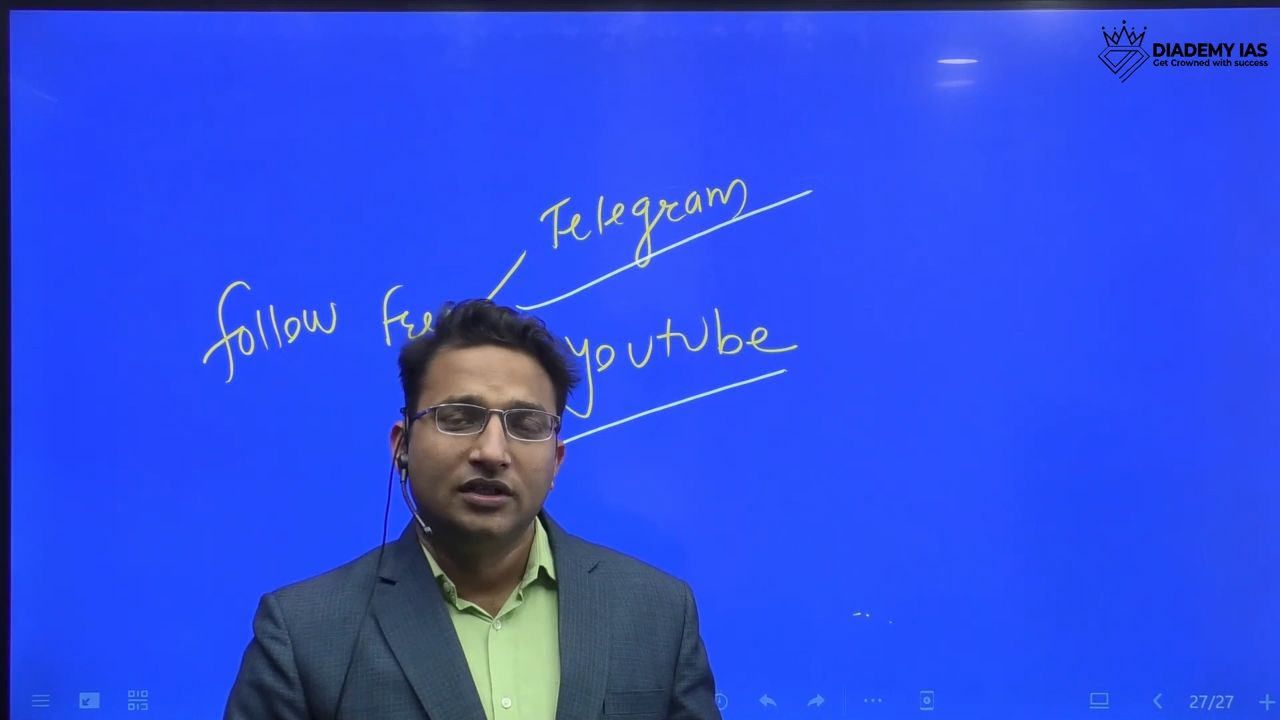 DIADEMY IAS
Get Crowned with success
Telegram
follow
youtube
27/27